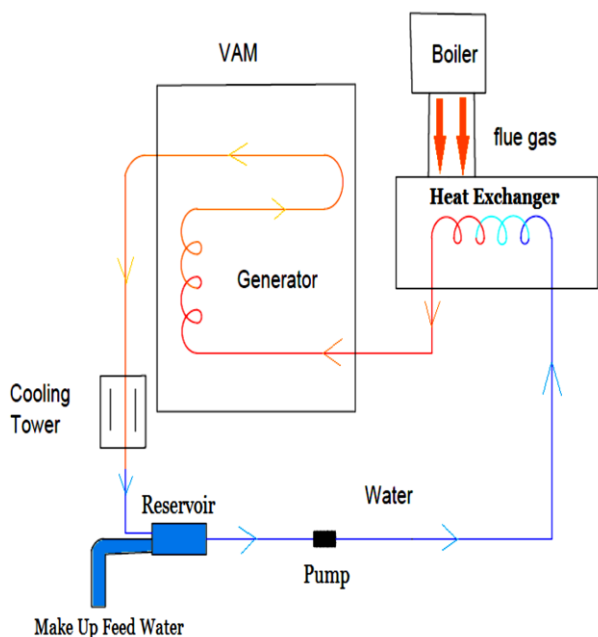 VAM
Boiler
flue gas
Heat Exchanger
Generator
Cooling
Tower
Reservoir
Water
Pump
Make Up Feed Water